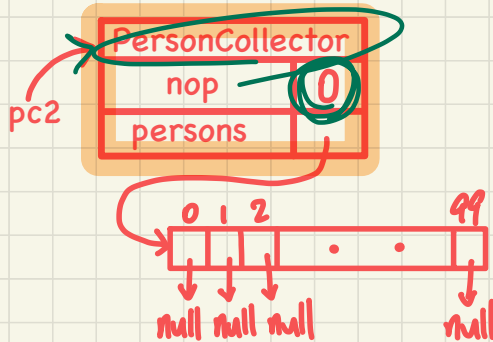 PersonCollector
nop 0
pc2
persons
0 1 2 99
null null null null